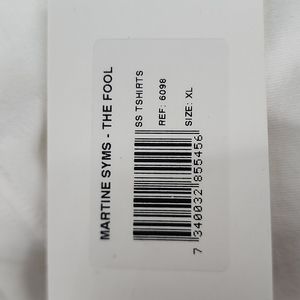 MARTINE SYMS - THE FOOL
SS TSHIRTS
REF: 6098
SIZE: XL
7 340032 855456